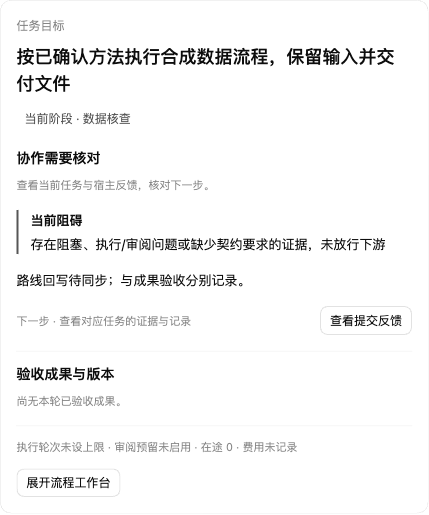 任务目标
按已确认方法执行合成数据流程，保留输入并交
付文件
当前阶段 · 数据核查
协作需要核对
查看当前任务与宿主反馈，核对下一步。
当前阻碍
存在阻塞、执行/审阅问题或缺少契约要求的证据，未放行下游
路线回写待同步；与成果验收分别记录。
下一步 · 查看对应任务的证据与记录
查看提交反馈
验收成果与版本
尚无本轮已验收成果。
执行轮次未设上限 · 审阅预留未启用 · 在途 0 · 费用未记录
展开流程工作台